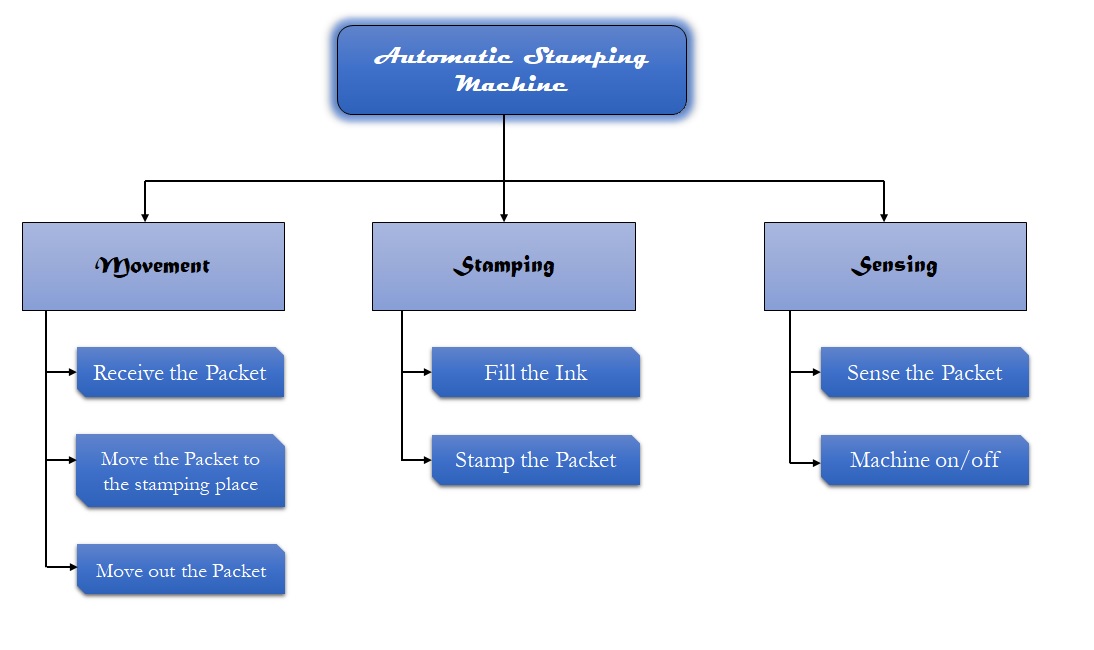 Automatic Stamping
Machine
Movement
Stamping
Sensing
Receive the Packet
Fill the Ink
Sense the Packet
Move the Packet to
the stamping place
Stamp the Packet
Machine on/off
Move out the Packet